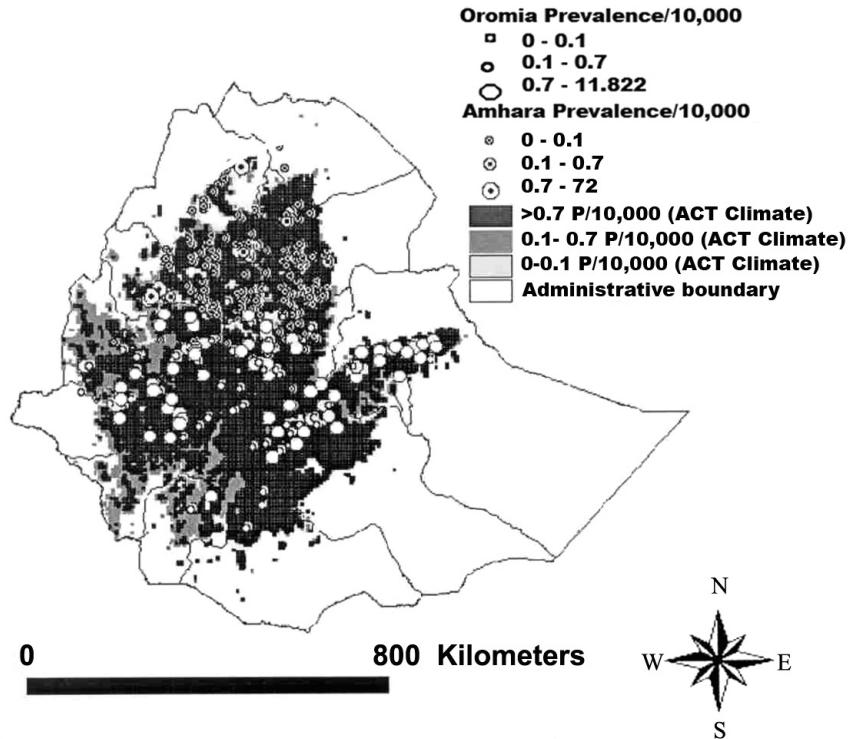 Oromia Prevalence/10,000
0 - 0.1
0.1 - 0.7
0.7 - 11.822
Amhara Prevalence/10,000
0 - 0.1
0.1 - 0.7
0.7 - 72
>0.7 P/10,000 (ACT Climate)
0.1- 0.7 P/10,000 (ACT Climate)
0-0.1 P/10,000 (ACT Climate)
Administrative boundary
0 800 Kilometers
N
W E
S